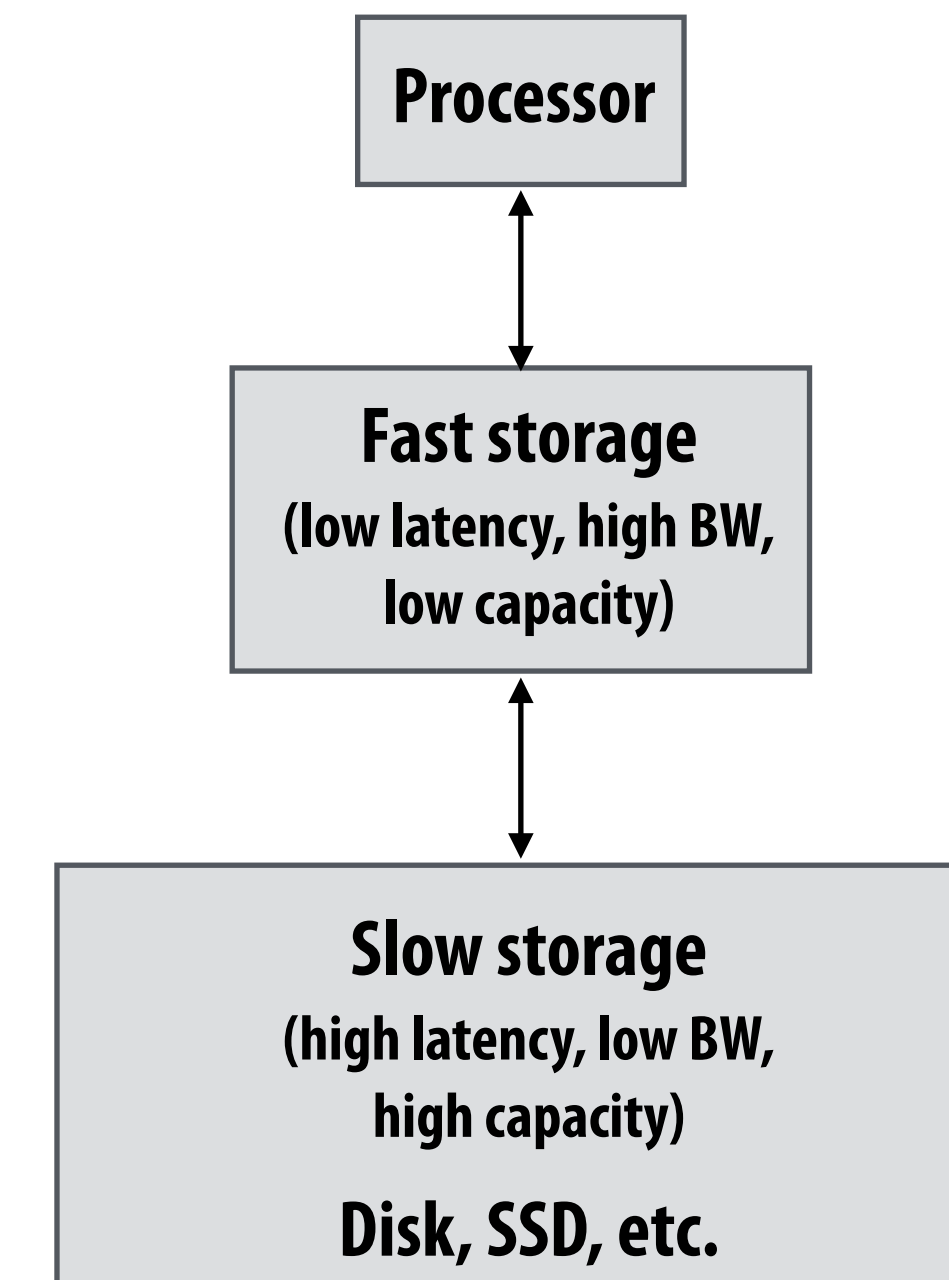 Processor
Fast storage
(low latency, high BW,
low capacity)
Slow storage
(high latency, low BW,
high capacity)
Disk, SSD, etc.